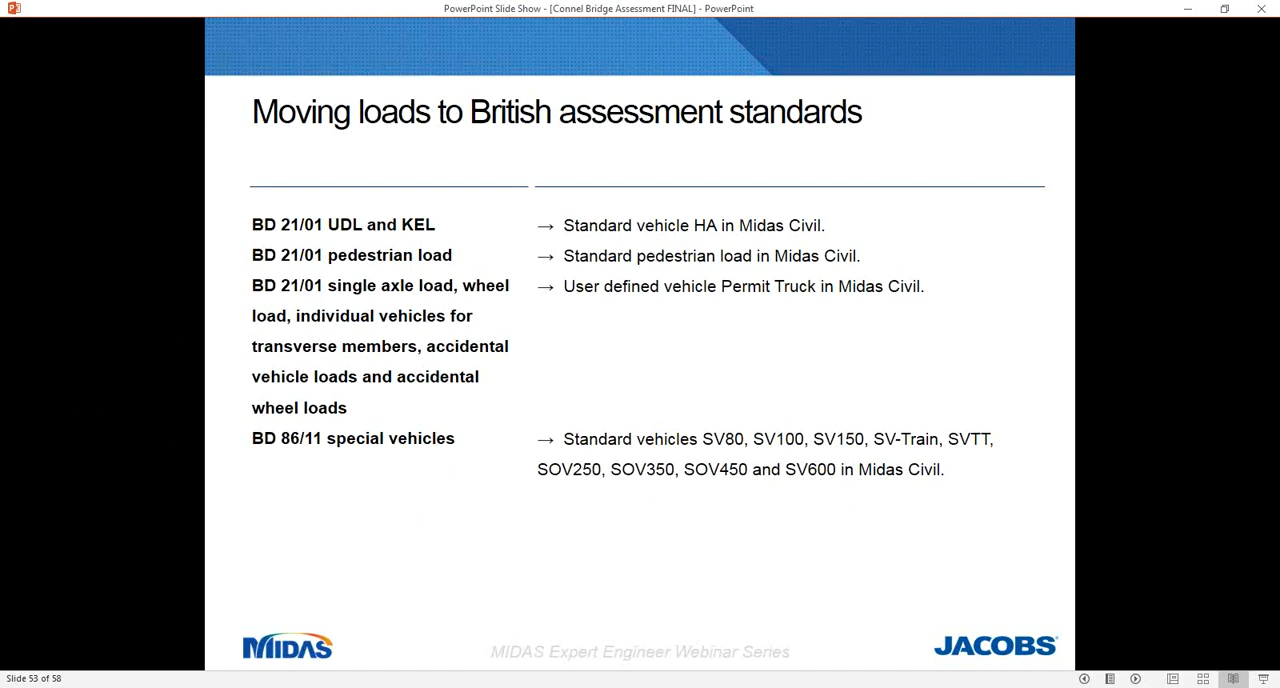 PowerPoint Slide Show - [Connel Bridge Assessment FINAL] - PowerPoint
Moving loads to British assessment standards
BD 21/01 UDL and KEL
→ Standard vehicle HA in Midas Civil.
BD 21/01 pedestrian load
→ Standard pedestrian load in Midas Civil.
BD 21/01 single axle load, wheel
load, individual vehicles for
transverse members, accidental
vehicle loads and accidental
wheel loads
→ User defined vehicle Permit Truck in Midas Civil.
BD 86/11 special vehicles
→ Standard vehicles SV80, SV100, SV150, SV-Train, SVTT,
SOV250, SOV350, SOV450 and SV600 in Midas Civil.
MIDAS
MIDAS Expert Engineer Webinar Series
JACOBS
Slide 53 of 58